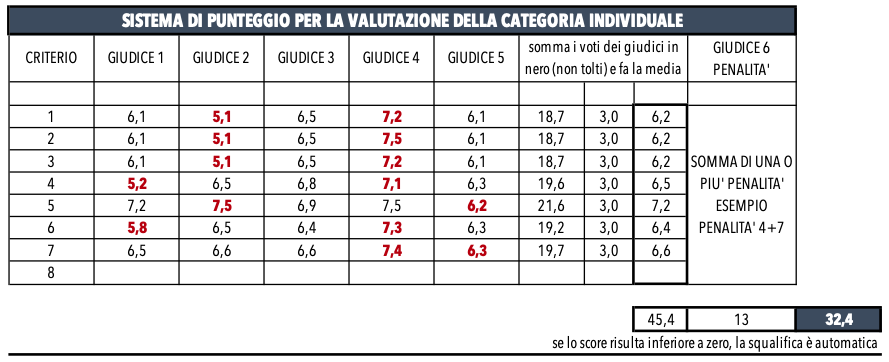 SISTEMA DI PUNTEGGIO PER LA VALUTAZIONE DELLA CATEGORIA INDIVIDUALE
CRITERIO GIUDICE 1 GIUDICE 2 GIUDICE 3 GIUDICE 4 GIUDICE 5 somma i voti dei giudici in nero (non tolti) e fa la media GIUDICE 6 PENALITA'
1 6,1 5,1 6,5 7,2 6,1 18,7 3,0 6,2
2 6,1 5,1 6,5 7,5 6,1 18,7 3,0 6,2
3 6,1 5,1 6,5 7,2 6,1 18,7 3,0 6,2 SOMMA DI UNA O
4 5,2 6,5 6,8 7,1 6,3 19,6 3,0 6,5 PIU' PENALITA'
5 7,2 7,5 6,9 7,5 6,2 21,6 3,0 7,2 ESEMPIO
6 5,8 6,5 6,4 7,3 6,3 19,2 3,0 6,4 PENALITA' 4+7
7 6,5 6,6 6,6 7,4 6,3 19,7 3,0 6,6
8
45,4 13 32,4
se lo score risulta inferiore a zero, la squalifica è automatica